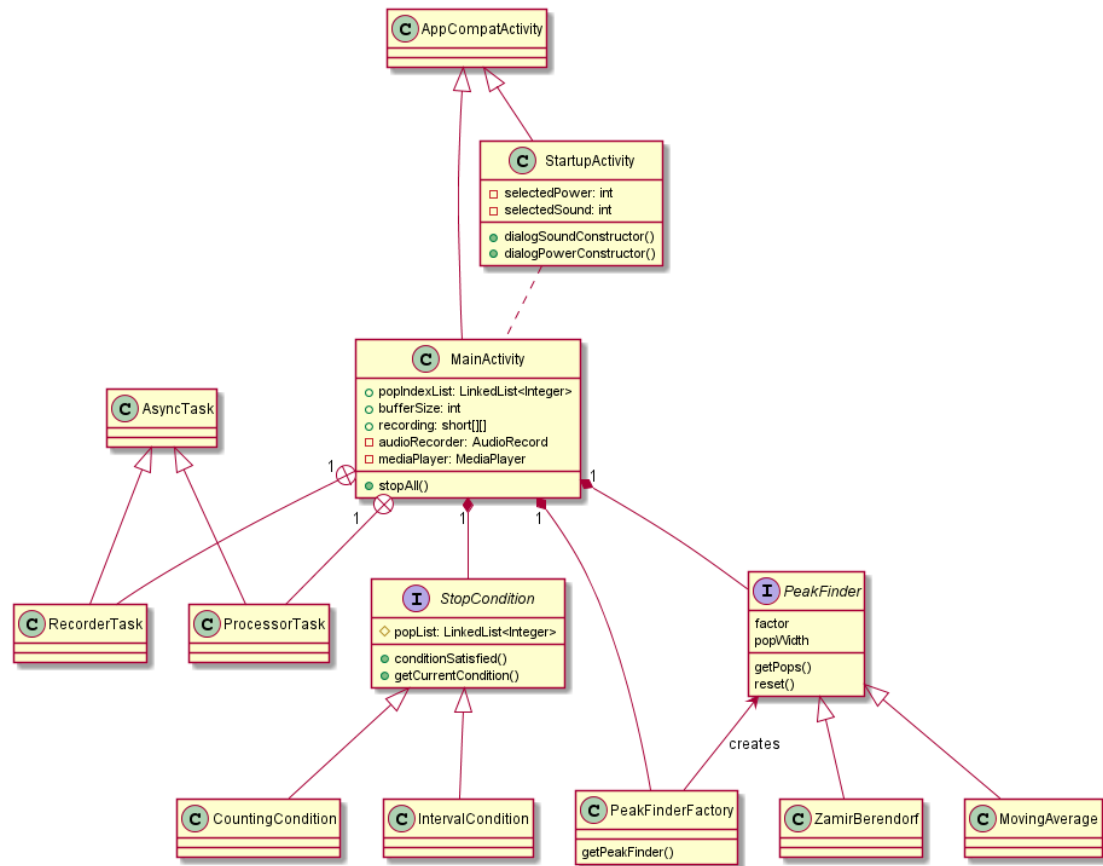 C AppCompatActivity
C StartupActivity
selectedPower: int
selectedSound: int
dialogSoundConstructor()
dialogPowerConstructor()
C MainActivity
popIndexList: LinkedList<Integer>
bufferSize: int
recording: short[][]
audioRecorder: AudioRecord
mediaPlayer: MediaPlayer
stopAll()
C AsyncTask
1
1
1
1
1
C RecorderTask
C ProcessorTask
I StopCondition
popList: LinkedList<Integer>
conditionSatisfied()
getCurrentCondition()
I PeakFinder
factor
popWidth
getPops()
reset()
creates
C CountingCondition
C IntervalCondition
C PeakFinderFactory
getPeakFinder()
C ZamirBerendorf
C MovingAverage